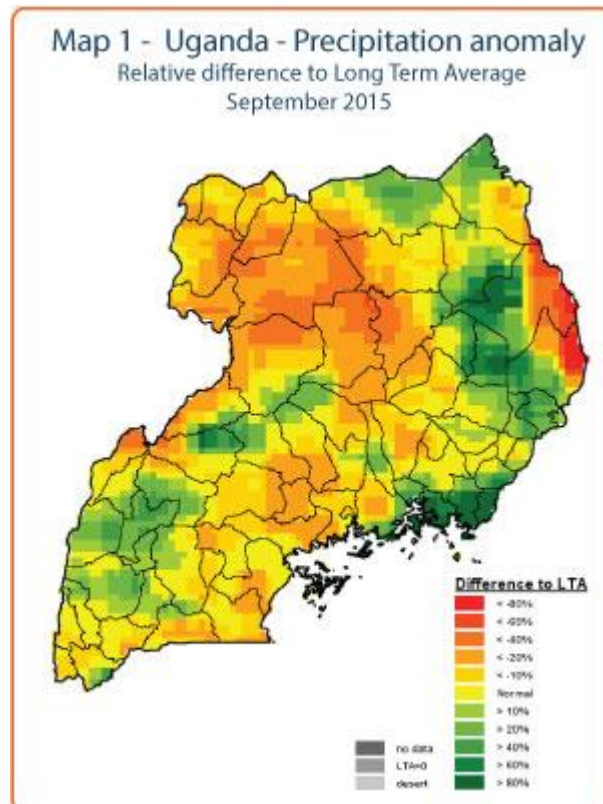 Map 1 - Uganda - Precipitation anomaly
Relative difference to Long Term Average
September 2015
Difference to LTA
< -80%
< -60%
< -40%
< -20%
< -10%
Normal
> 10%
> 20%
> 40%
> 60%
> 80%
no data
LTA=0
desert